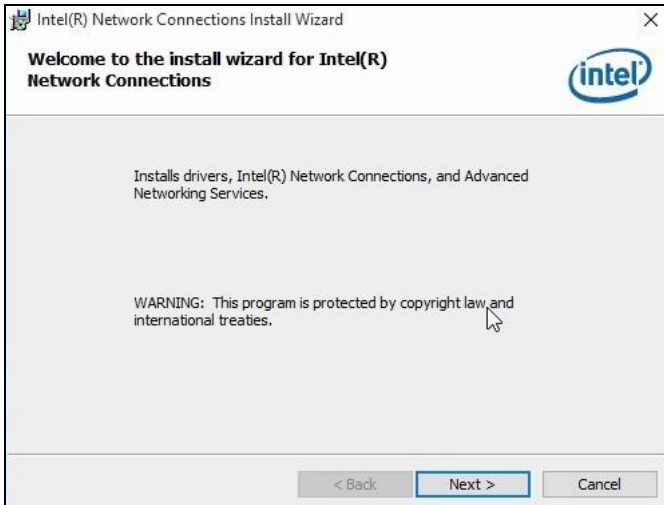 Intel(R) Network Connections Install Wizard
Welcome to the install wizard for Intel(R)
Network Connections
intel
Installs drivers, Intel(R) Network Connections, and Advanced
Networking Services.
WARNING: This program is protected by copyright law and
international treaties.
< Back Next > Cancel